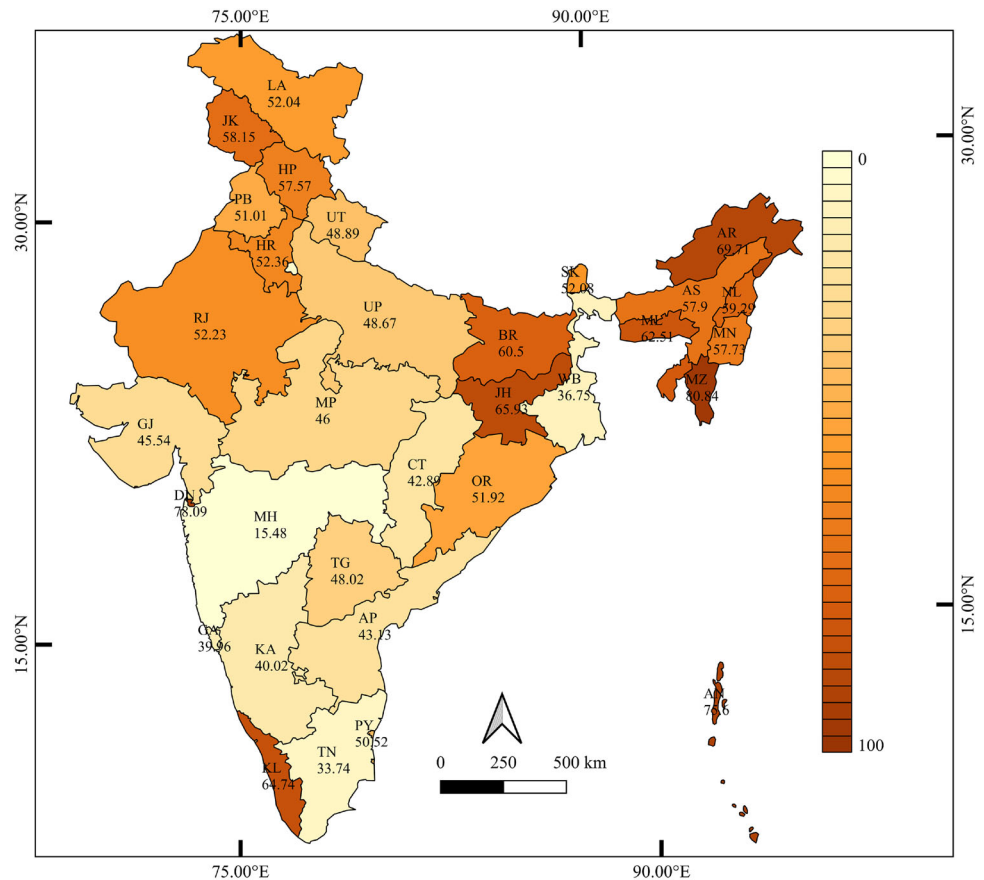 75.00°E
90.00°E
LA
52.04
JK
58.15
30.00°N
0
HP
57.57
PB
51.01
UT
48.89
30.00°N
AR
69.71
HR
52.36
SK
52.08
AS
57.9
NL
59.29
RJ
52.23
UP
48.67
ML
62.51
MN
57.73
BR
60.5
MZ
80.84
WB
36.75
JH
65.93
MP
46
GJ
45.54
CT
42.89
OR
51.92
DN
78.09
MH
15.48
TG
48.02
15.00°N
AP
43.13
GA
39.96
15.00°N
KA
40.02
AN
PY
50.52
100
TN
33.74
KL
64.74
0
250
500 km
75.00°E
90.00°E